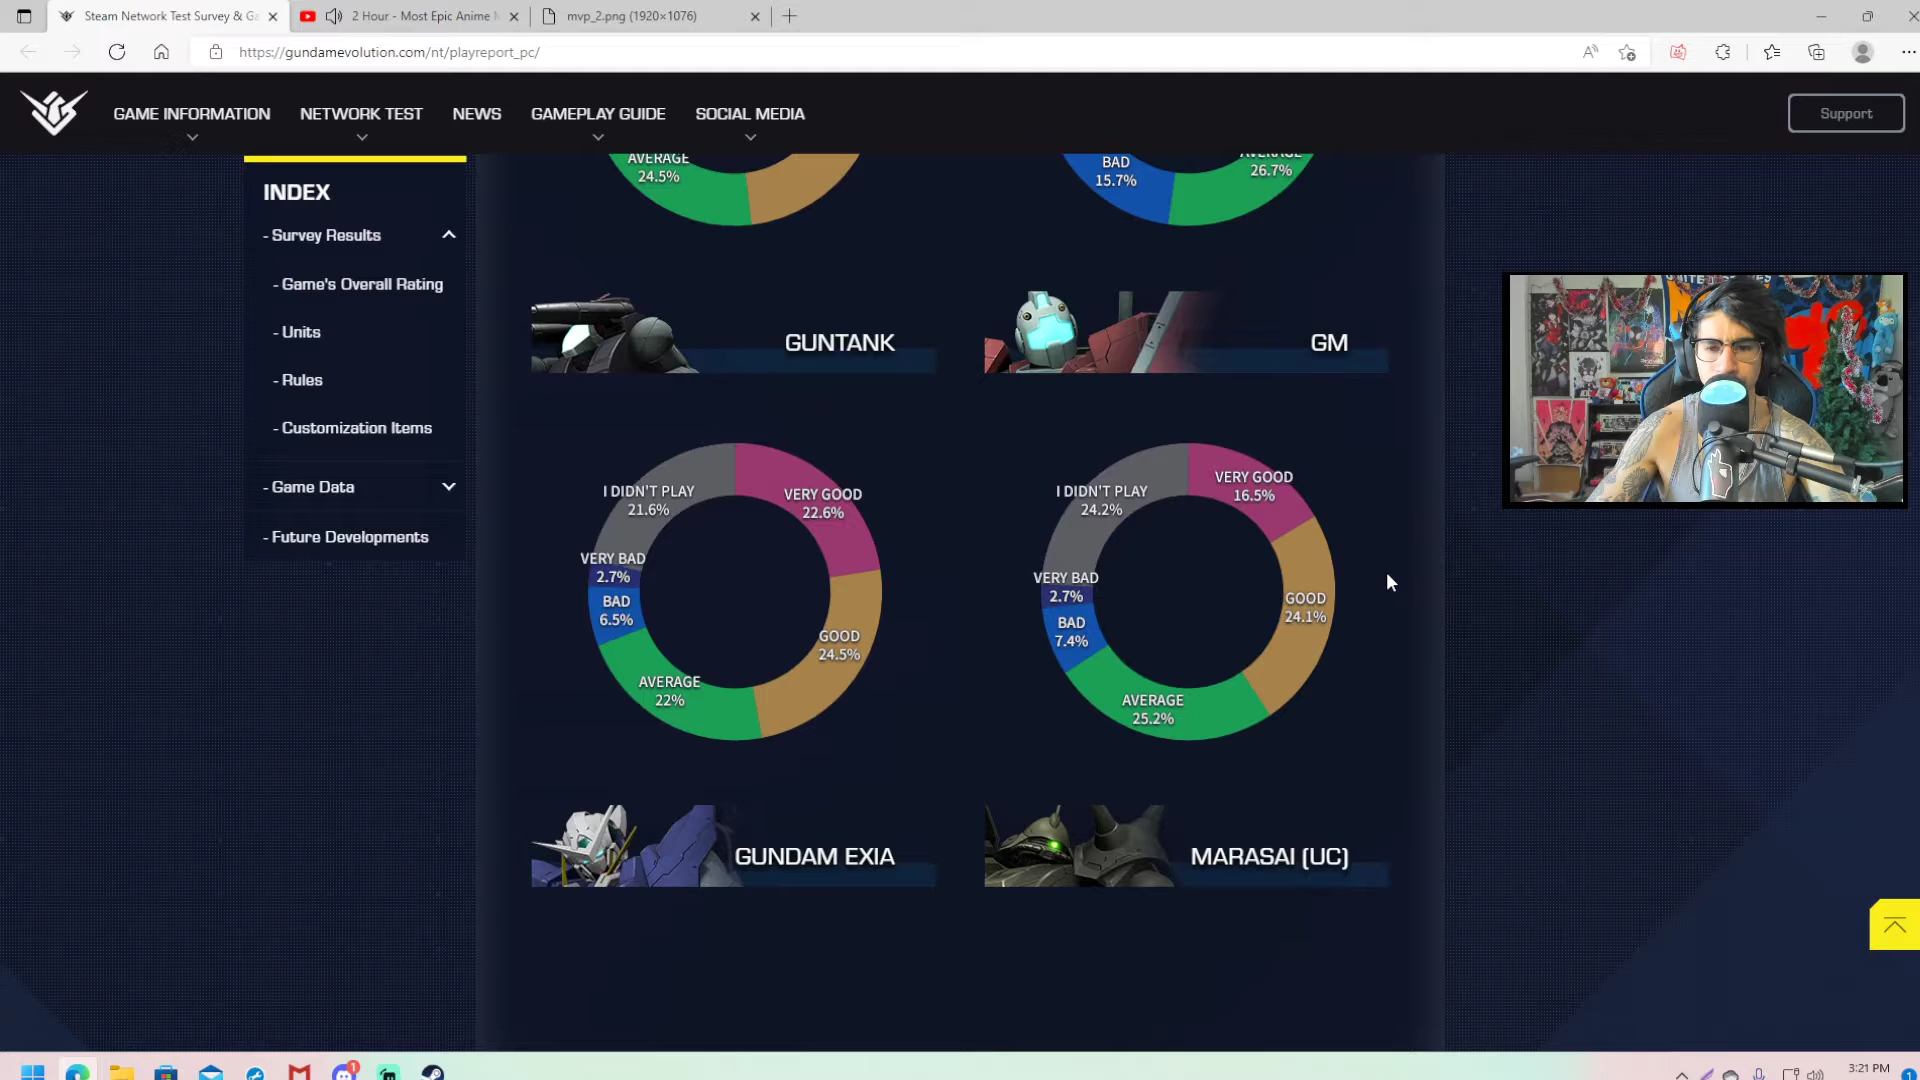 Steam Network Test Survey & Ga
2 Hour - Most Epic Anime M
mvp_2.png (1920×1076)
https://gundamevolution.com/nt/playreport_pc/
GAME INFORMATION
NETWORK TEST
NEWS
GAMEPLAY GUIDE
SOCIAL MEDIA
Support
INDEX
- Survey Results
- Game's Overall Rating
- Units
- Rules
- Customization Items
- Game Data
- Future Developments
AVERAGE
24.5%
BAD
15.7%
AVERAGE
26.7%
GUNTANK
GM
I DIDN'T PLAY
21.6%
VERY GOOD
22.6%
VERY BAD
2.7%
BAD
6.5%
GOOD
24.5%
AVERAGE
22%
I DIDN'T PLAY
24.2%
VERY GOOD
16.5%
VERY BAD
2.7%
BAD
7.4%
GOOD
24.1%
AVERAGE
25.2%
GUNDAM EXIA
MARASAI (UC)
3:21 PM